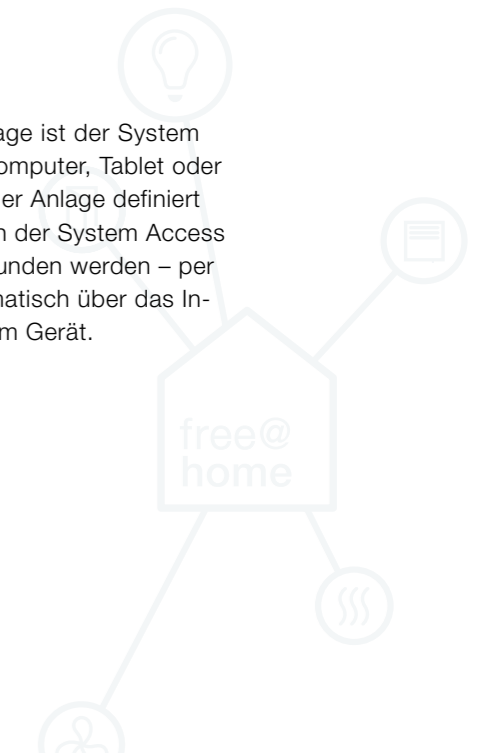 age ist der System
omputer, Tablet oder
er Anlage definiert
n der System Access
unden werden – per
matisch über das In-
m Gerät.
free@
home